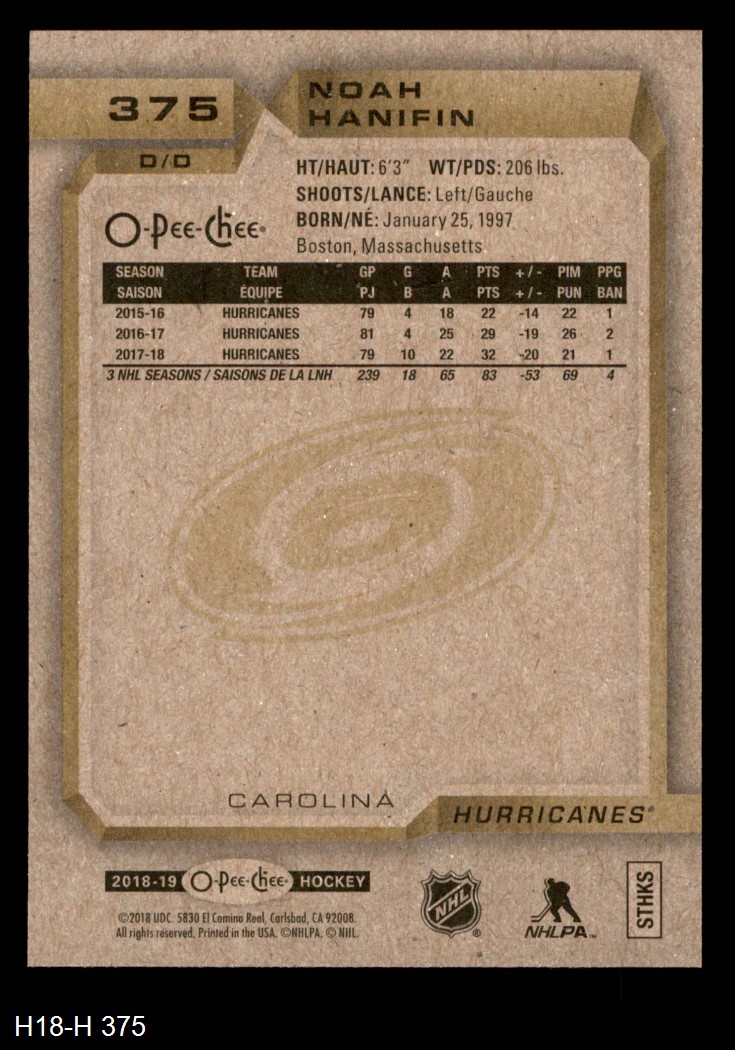 375
NOAH
HANIFIN
D/D
HT/HAUT: 6'3" WT/PDS: 206 lbs.
SHOOTS/LANCE: Left/Gauche
BORN/NÉ: January 25, 1997
Boston, Massachusetts
O-Pee-Chee®
SEASON TEAM GP G A PTS +/- PIM PPG
SAISON ÉQUIPE PJ B A PTS +/- PUN BAN
2015-16 HURRICANES 79 4 18 22 -14 22 1
2016-17 HURRICANES 81 4 25 29 -19 26 2
2017-18 HURRICANES 79 10 22 32 -20 21 1
3 NHL SEASONS / SAISONS DE LA LNH 239 18 65 83 -53 69 4
®
CAROLINA
HURRICANES®
2018-19 O-Pee-Chee® HOCKEY
©2018 UDC. 5830 El Camino Real, Carlsbad, CA 92008.
All rights reserved. Printed in the USA. ©NHLPA. © NHL.
NHL ®
NHLPA™
STHKS
H18-H 375